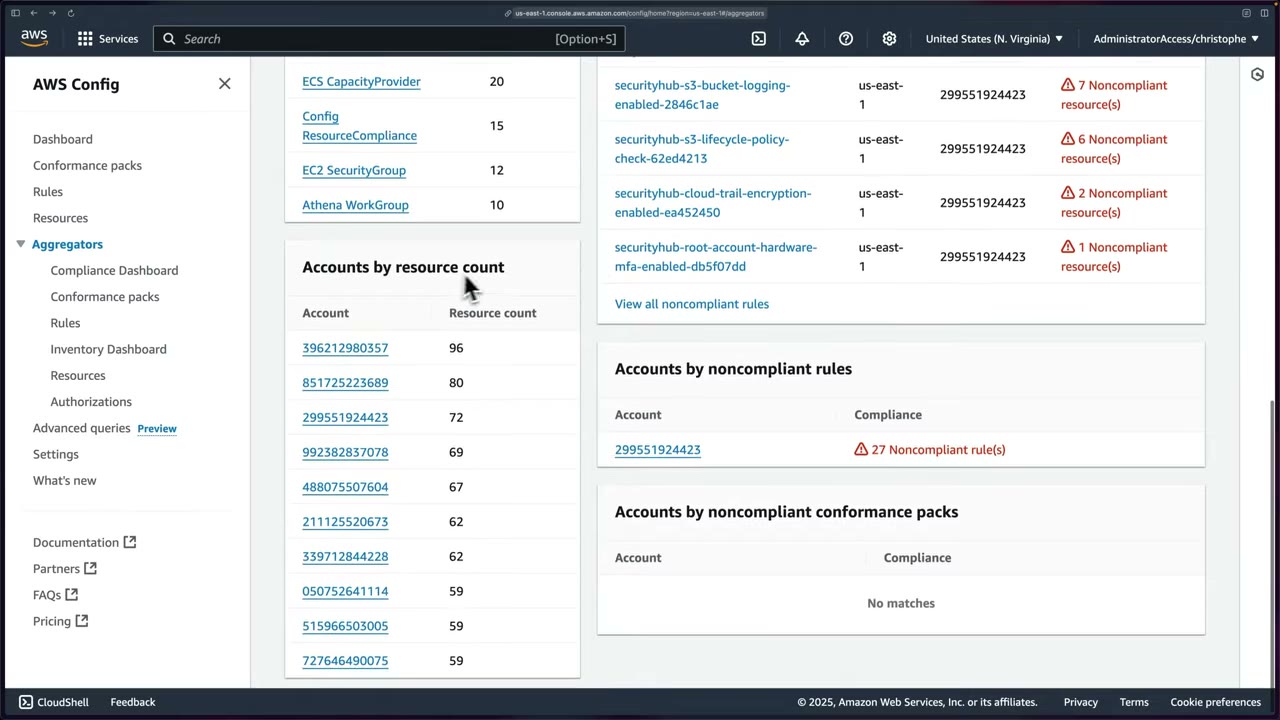 us-east-1.console.aws.amazon.com/config/home?region=us-east-1#/aggregators
aws
Services
Search
[Option+S]
United States (N. Virginia)
AdministratorAccess/christophe
AWS Config
Dashboard
Conformance packs
Rules
Resources
Aggregators
Compliance Dashboard
Conformance packs
Rules
Inventory Dashboard
Resources
Authorizations
Advanced queries Preview
Settings
What's new
Documentation
Partners
FAQs
Pricing
ECS CapacityProvider 20
Config
ResourceCompliance 15
EC2 SecurityGroup 12
Athena WorkGroup 10
Accounts by resource count
Account Resource count
396212980357 96
851725223689 80
299551924423 72
992382837078 69
488075507604 67
211125520673 62
339712844228 62
050752641114 59
515966503005 59
727646490075 59
securityhub-s3-bucket-logging- us-east- 299551924423 7 Noncompliant
enabled-2846c1ae 1 resource(s)
securityhub-s3-lifecycle-policy- us-east- 299551924423 6 Noncompliant
check-62ed4213 1 resource(s)
securityhub-cloud-trail-encryption- us-east- 299551924423 2 Noncompliant
enabled-ea452450 1 resource(s)
securityhub-root-account-hardware- us-east- 299551924423 1 Noncompliant
mfa-enabled-db5f07dd 1 resource(s)
View all noncompliant rules
Accounts by noncompliant rules
Account Compliance
299551924423 27 Noncompliant rule(s)
Accounts by noncompliant conformance packs
Account Compliance
No matches
CloudShell Feedback © 2025, Amazon Web Services, Inc. or its affiliates. Privacy Terms Cookie preferences